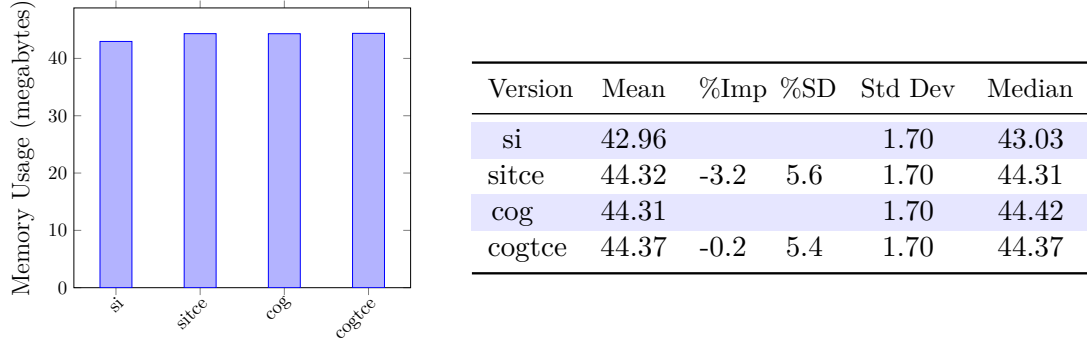 Memory Usage (megabytes)
40
30
20
10
0
si
sitce
cog
cogtce
Version Mean %Imp %SD Std Dev Median
si 42.96 1.70 43.03
sitce 44.32 -3.2 5.6 1.70 44.31
cog 44.31 1.70 44.42
cogtce 44.37 -0.2 5.4 1.70 44.37